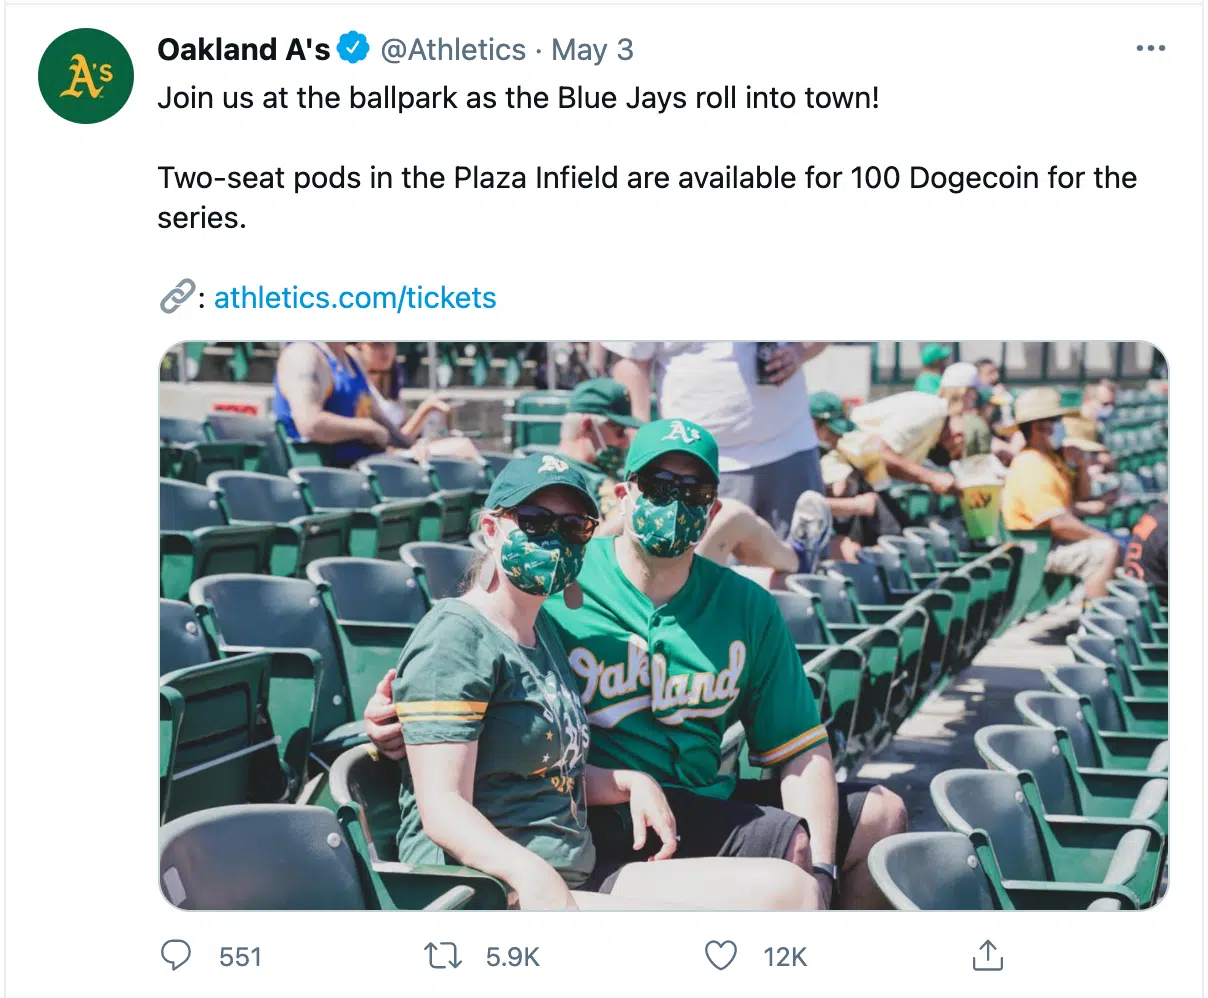 Oakland A's @Athletics · May 3
Join us at the ballpark as the Blue Jays roll into town!
Two-seat pods in the Plaza Infield are available for 100 Dogecoin for the
series.
: athletics.com/tickets
A's
A's
A's
Oakland
551 5.9K 12K